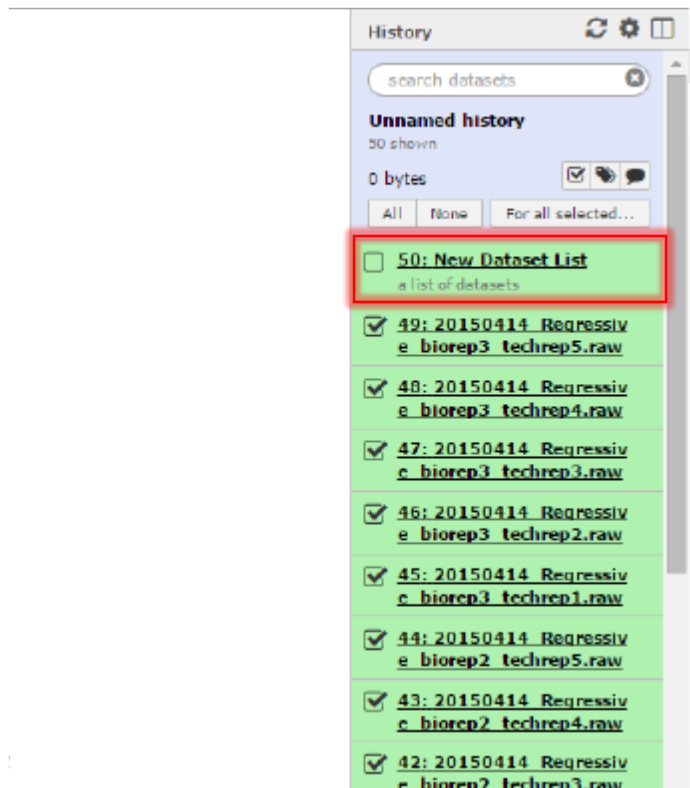 History
search datasets
Unnamed history
50 shown
0 bytes
All None For all selected...
50: New Dataset List
a list of datasets
49: 20150414_Regressiv
e_biorep3_techrep5.raw
48: 20150414_Regressiv
e_biorep3_techrep4.raw
47: 20150414_Regressiv
e_biorep3_techrep3.raw
46: 20150414_Regressiv
e_biorep3_techrep2.raw
45: 20150414_Regressiv
e_biorep3_techrep1.raw
44: 20150414_Regressiv
e_biorep2_techrep5.raw
43: 20150414_Regressiv
e_biorep2_techrep4.raw
42: 20150414_Regressiv
e_biorep2_techrep3.raw